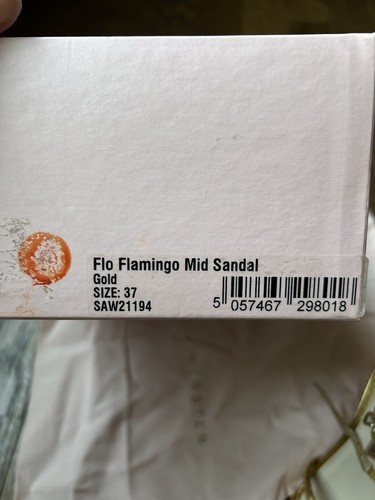 Flo Flamingo Mid Sandal
Gold
SIZE: 37
SAW21194
5 057467 298018